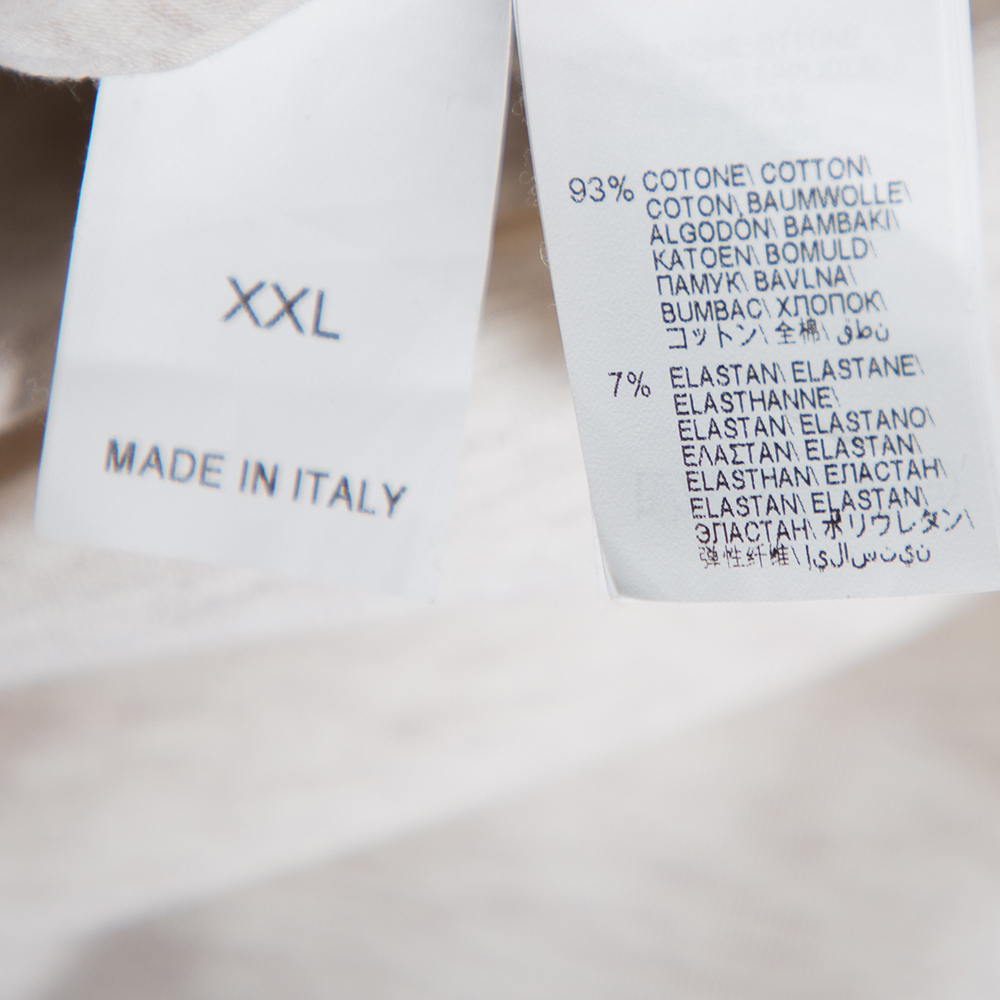 XXL
MADE IN ITALY
93% COTONE\ COTTON\
COTON\ BAUMWOLLE\
ALGODÓN\ BAMBAKI\
KATOEN\ BOMULD\
ПАМУК\ BAVLNA\
BUMBAC\ ХЛОПОК\
コットン\ 全棉\ نطق
7% ELASTAN\ ELASTANE\
ELASTHANNE\
ELASTAN\ ELASTANO\
ΕΛΑΣΤΑΝ\ ELASTAN\
ELASTHAN\ ЕЛАСТАН\
ELASTAN\ ELASTAN\
ЭЛАСТАН\ ポリウレタン\
弹性纤维\ نيتساليإ